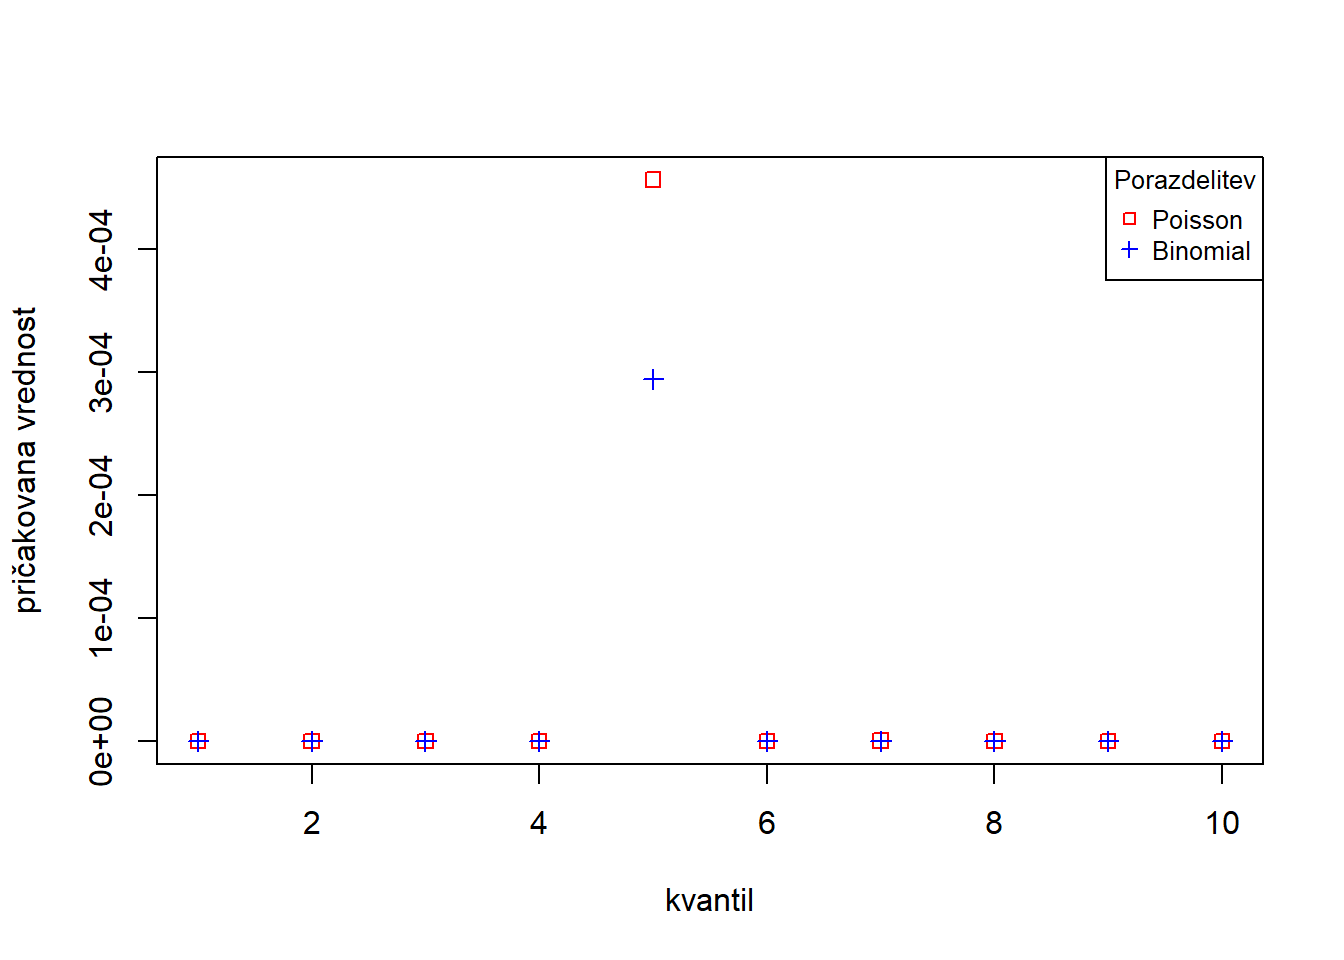 Porazdelitev
Poisson
Binomial
pričakovana vrednost
4e-04
3e-04
2e-04
1e-04
0e+00
2 4 6 8 10
kvantil